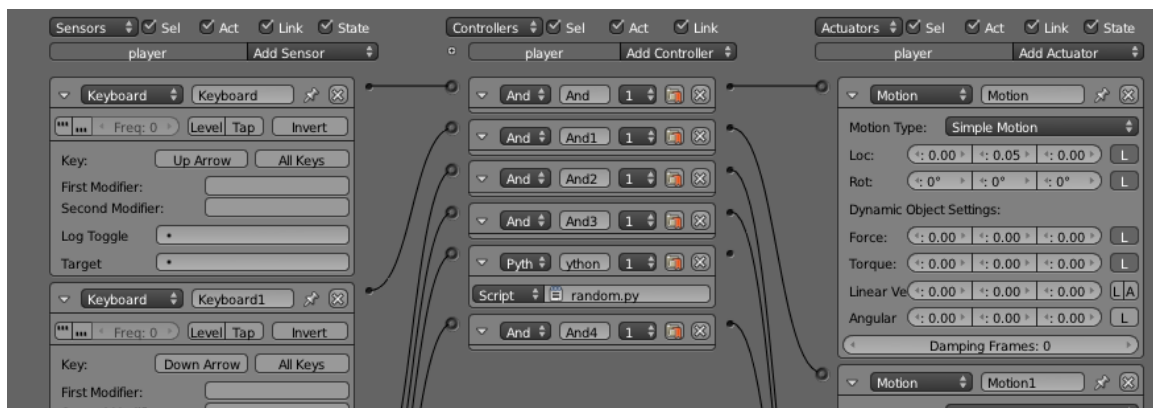 Sensors Sel Act Link State
player Add Sensor
Keyboard Keyboard
Freq: 0 Level Tap Invert
Key: Up Arrow All Keys
First Modifier:
Second Modifier:
Log Toggle
Target
Keyboard Keyboard1
Freq: 0 Level Tap Invert
Key: Down Arrow All Keys
First Modifier:
Controllers Sel Act Link
player Add Controller
And And 1
And And1 1
And And2 1
And And3 1
Pyth ython 1
Script random.py
And And4 1
Actuators Sel Act Link State
player Add Actuator
Motion Motion
Motion Type: Simple Motion
Loc: : 0.00 : 0.05 : 0.00 L
Rot: : 0° : 0° : 0° L
Dynamic Object Settings:
Force: : 0.00 : 0.00 : 0.00 L
Torque: : 0.00 : 0.00 : 0.00 L
Linear Ve : 0.00 : 0.00 : 0.00 L A
Angular : 0.00 : 0.00 : 0.00 L
Damping Frames: 0
Motion Motion1